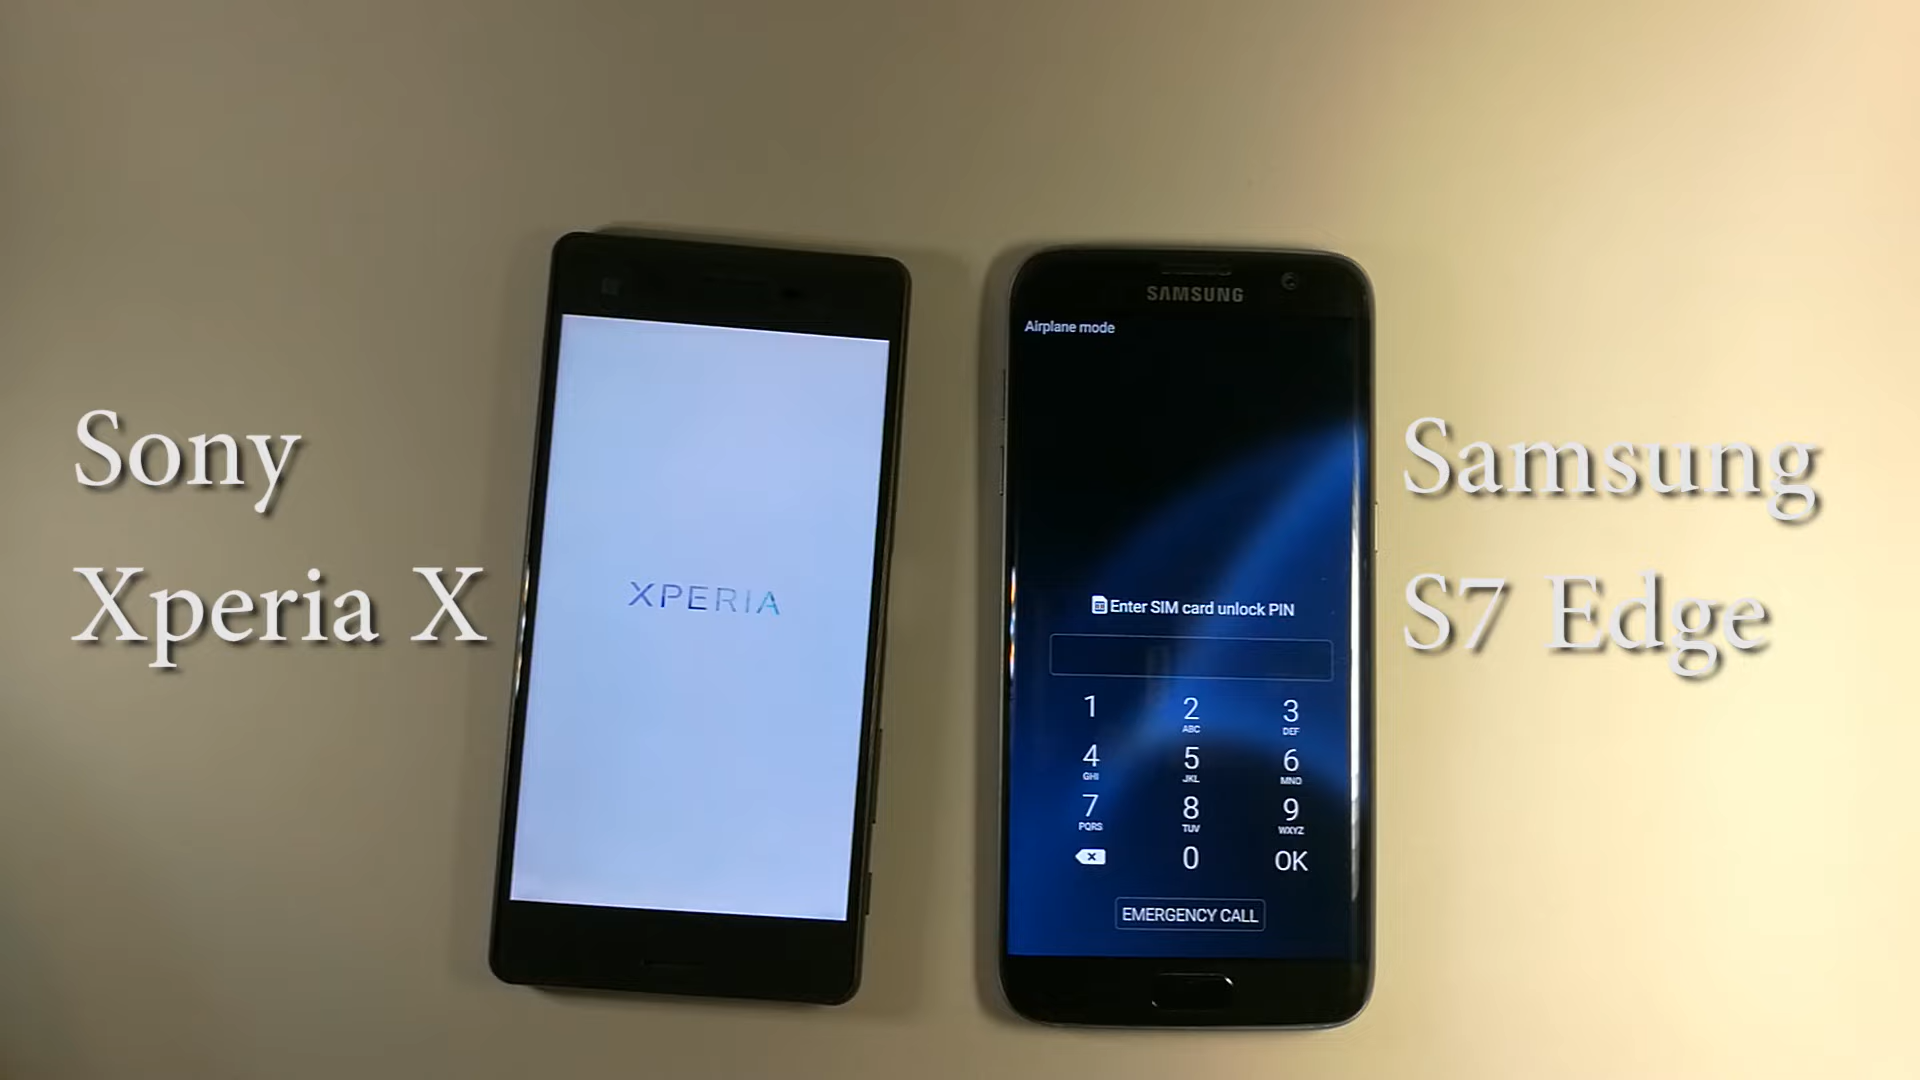 Sony
Xperia X
XPERIA
SAMSUNG
Airplane mode
Enter SIM card unlock PIN
1 2 ABC 3 DEF
4 GHI 5 JKL 6 MNO
7 PQRS 8 TUV 9 WXYZ
0 OK
EMERGENCY CALL
Samsung
S7 Edge